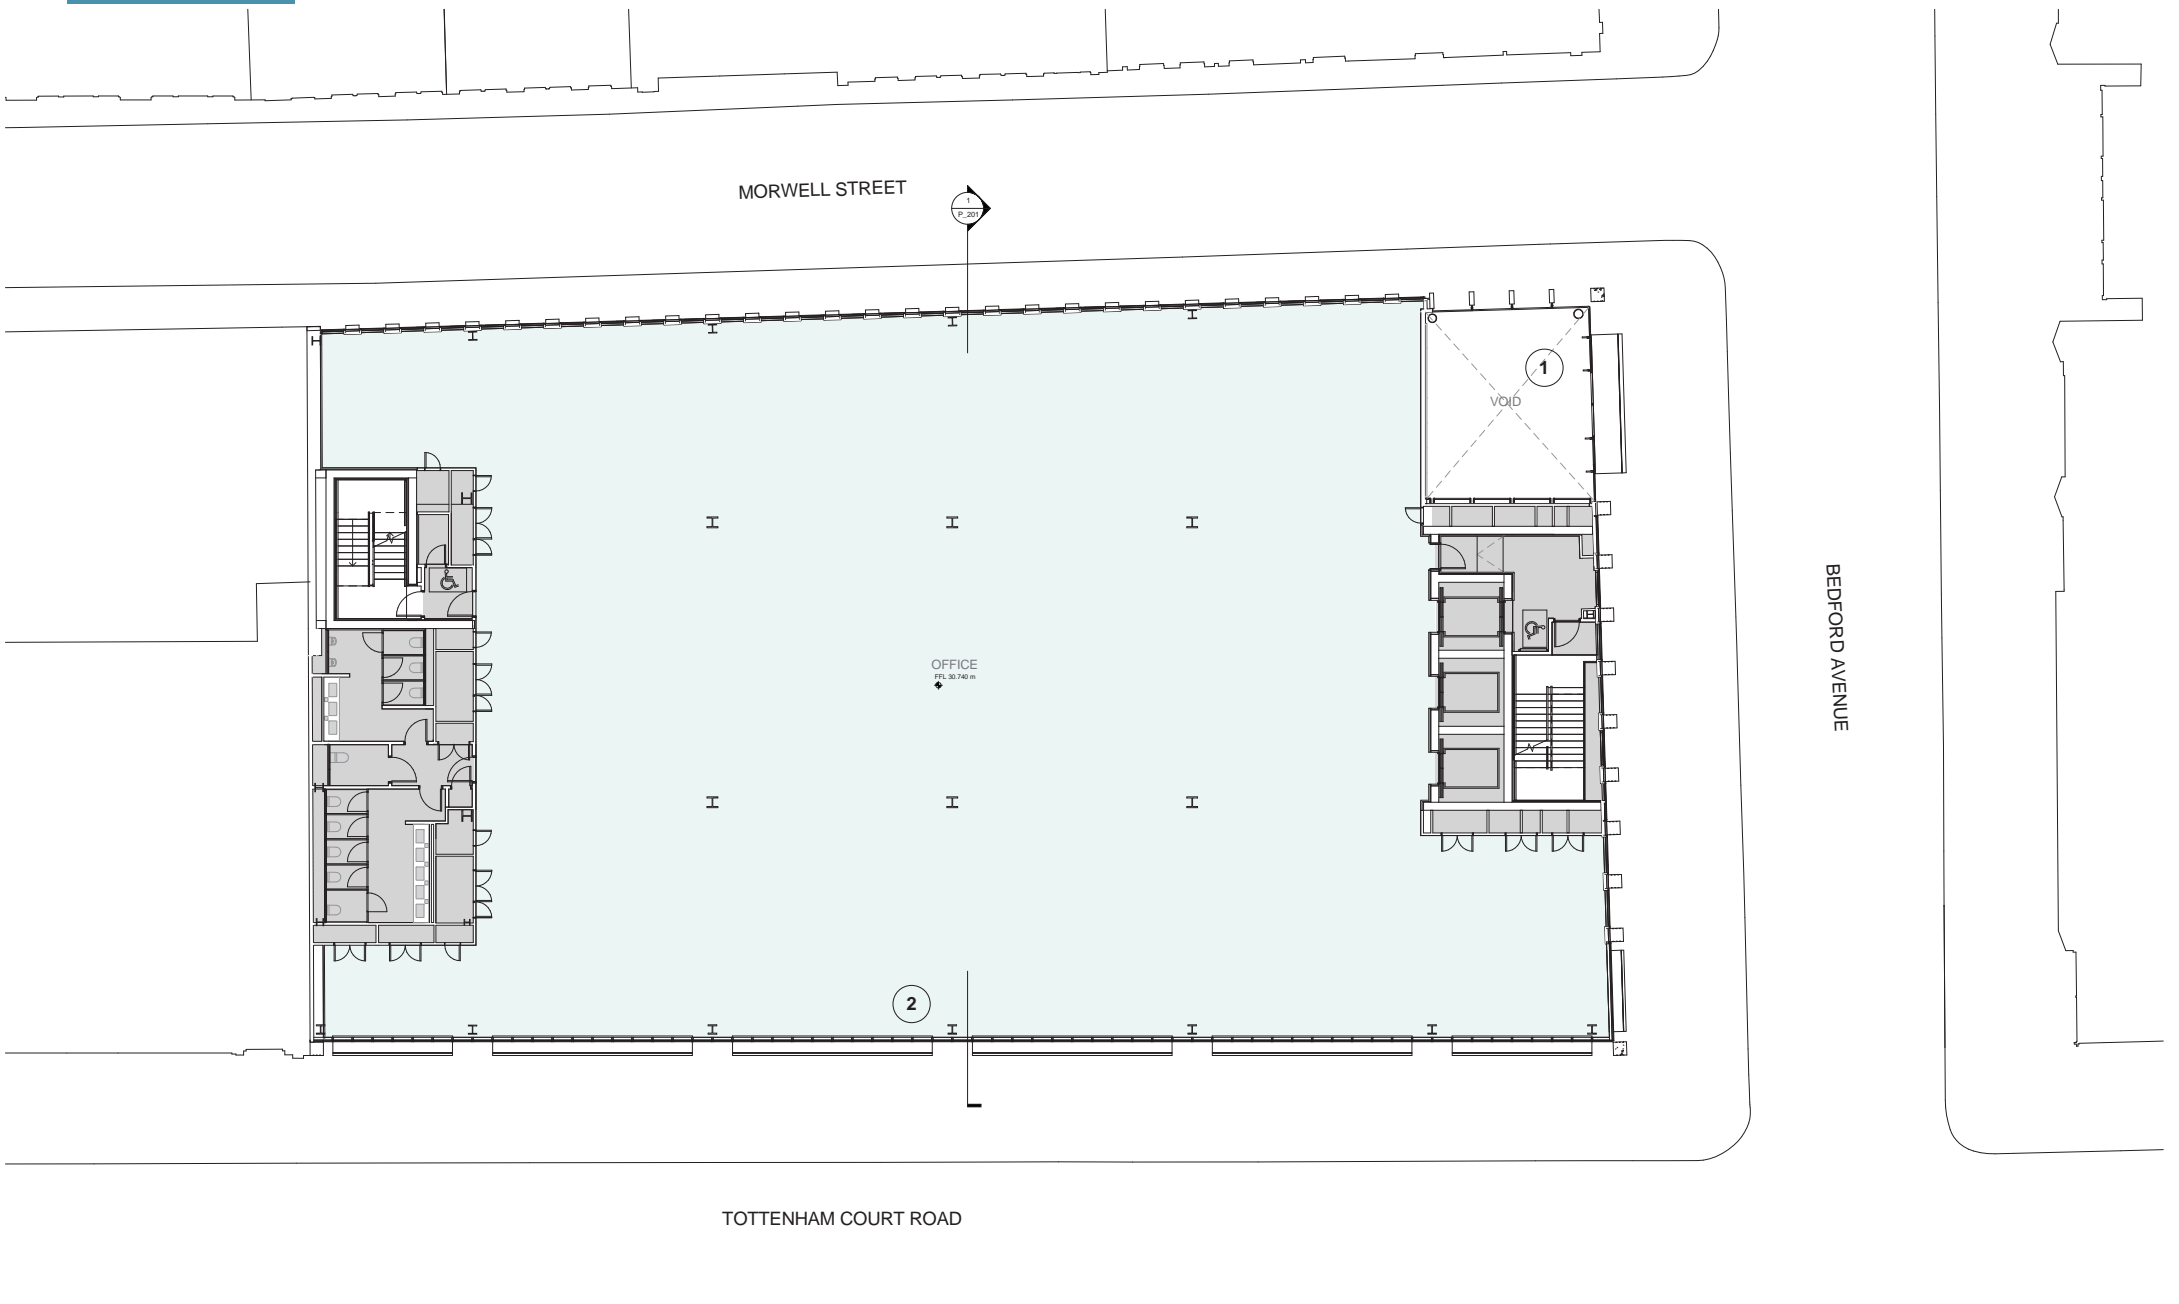 MORWELL STREET
1
P_201
1
VOID
BEDFORD AVENUE
OFFICE
FFL 30.740 m
2
TOTTENHAM COURT ROAD